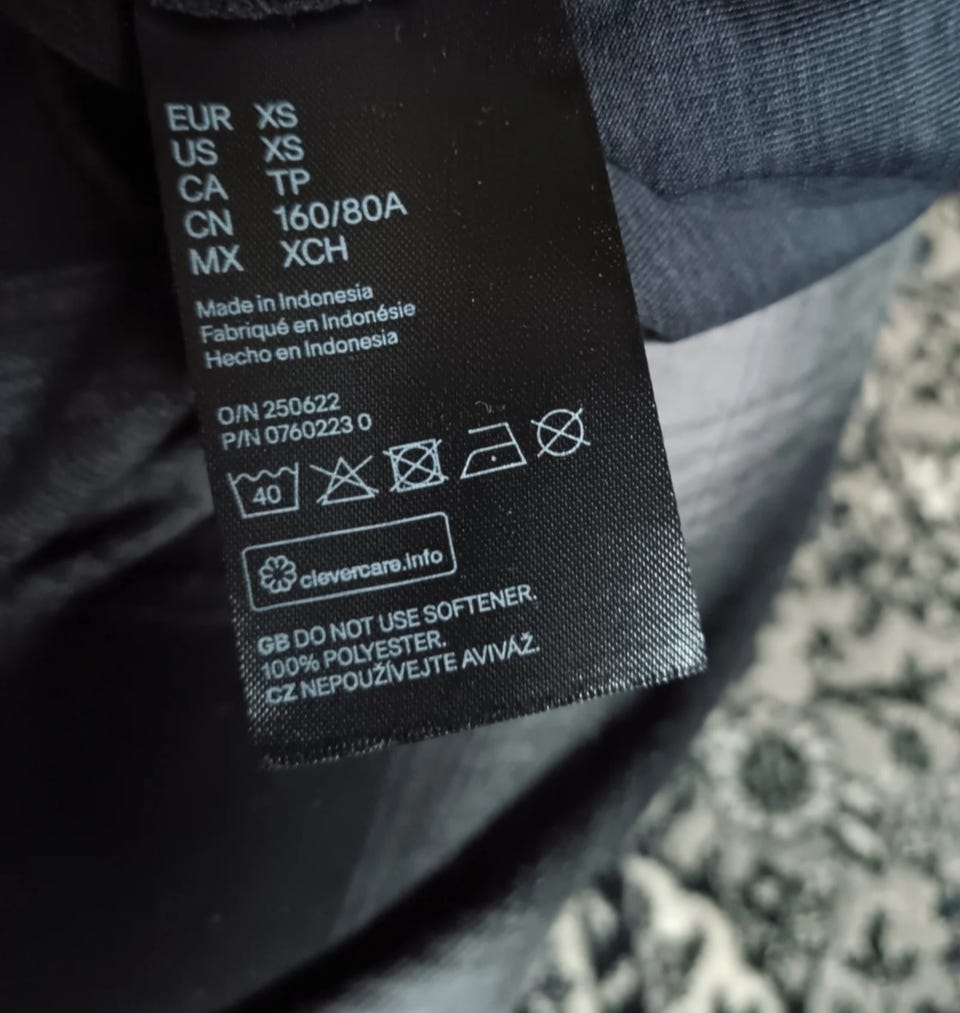 EUR XS
US XS
CA TP
CN 160/80A
MX XCH
Made in Indonesia
Fabriqué en Indonésie
Hecho en Indonesia
O/N 250622
P/N 0760223 0
40
clevercare.info
GB DO NOT USE SOFTENER.
100% POLYESTER.
CZ NEPOUŽÍVEJTE AVIVÁŽ.